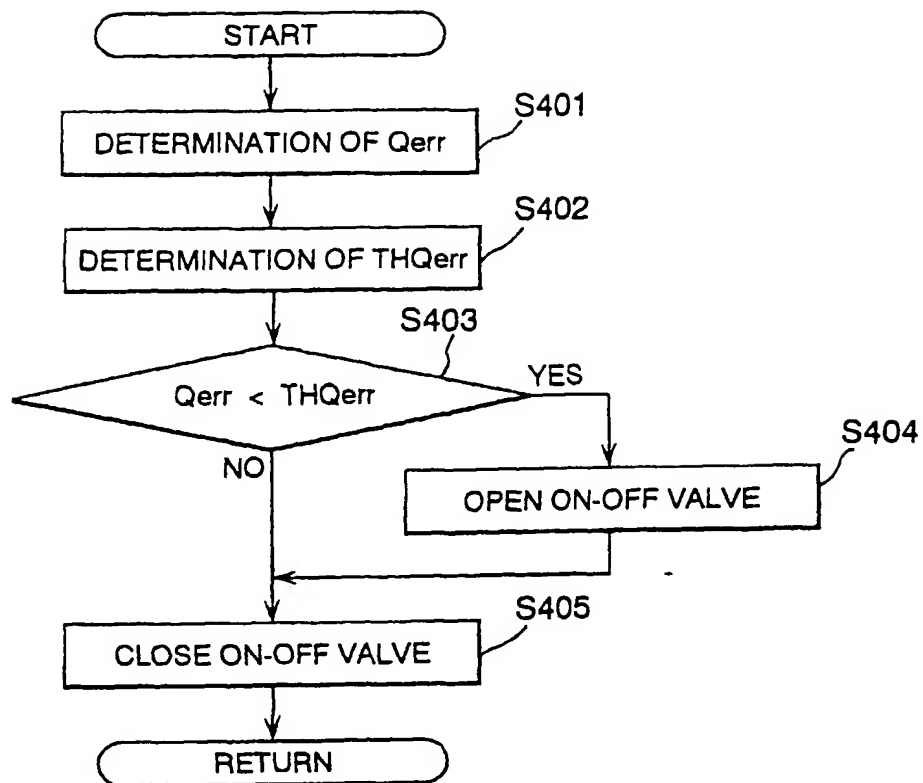 START
S401
DETERMINATION OF Qerr
S402
DETERMINATION OF THQerr
S403
Qerr < THQerr
YES
NO
S404
OPEN ON-OFF VALVE
S405
CLOSE ON-OFF VALVE
RETURN